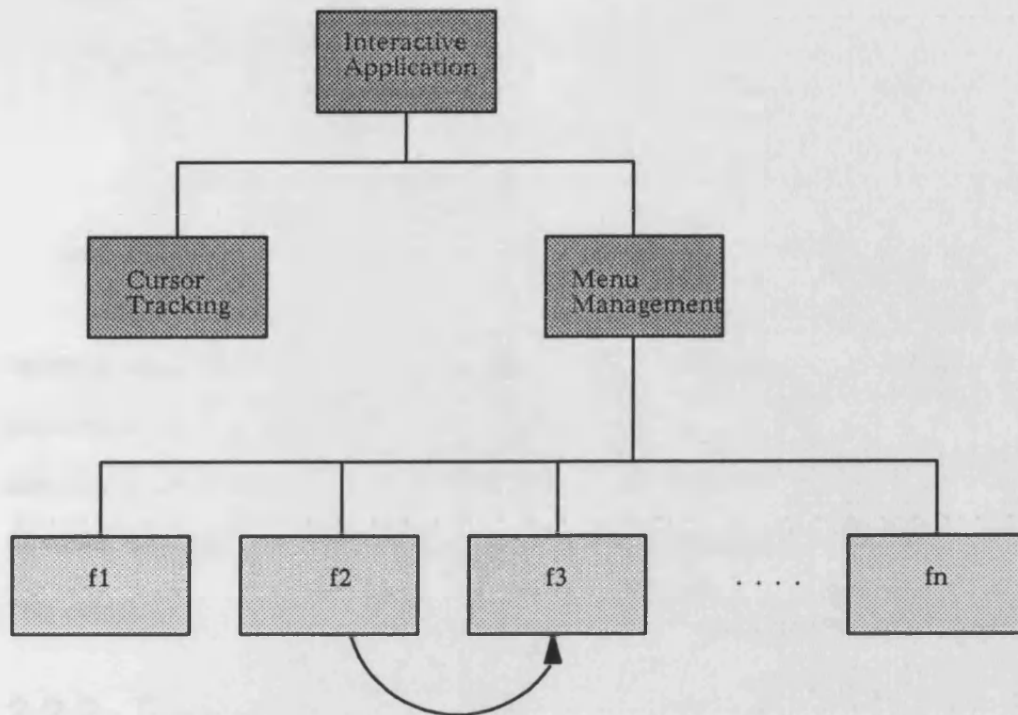 Interactive
Application
Cursor
Tracking
Menu
Management
f1
f2
f3
. . . .
fn